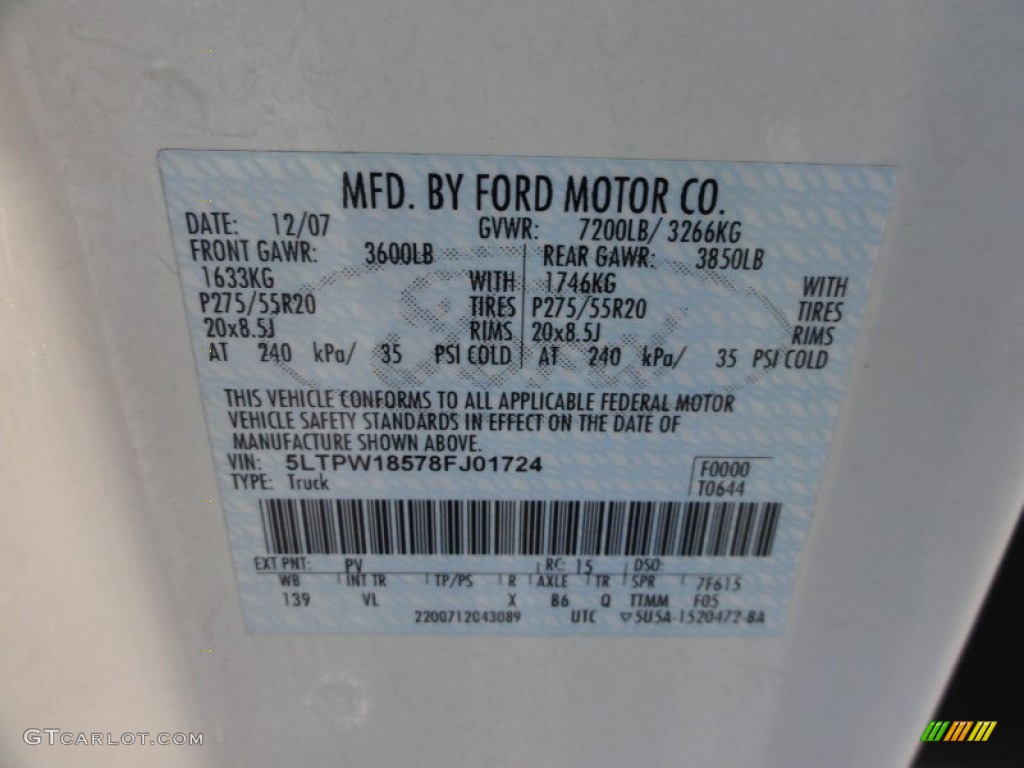 MFD. BY FORD MOTOR CO.
DATE: 12/07 GVWR: 7200LB/ 3266KG
FRONT GAWR: 3600LB REAR GAWR: 3850LB
1633KG WITH 1746KG WITH
P275/55R20 TIRES P275/55R20 TIRES
20x8.5J RIMS 20x8.5J RIMS
AT 240 kPa/ 35 PSI COLD AT 240 kPa/ 35 PSI COLD
THIS VEHICLE CONFORMS TO ALL APPLICABLE FEDERAL MOTOR
VEHICLE SAFETY STANDARDS IN EFFECT ON THE DATE OF
MANUFACTURE SHOWN ABOVE.
VIN: 5LTPW18578FJ01724 F0000
TYPE: Truck T0644
EXT PNT: PV RC: 15 DSO:
WB INT TR TP/PS R AXLE TR SPR 7F615
139 VL X B6 Q TTMM F05
2200712043089 UTC ▽5U5A-1520472-BA
GTCARLOT.COM